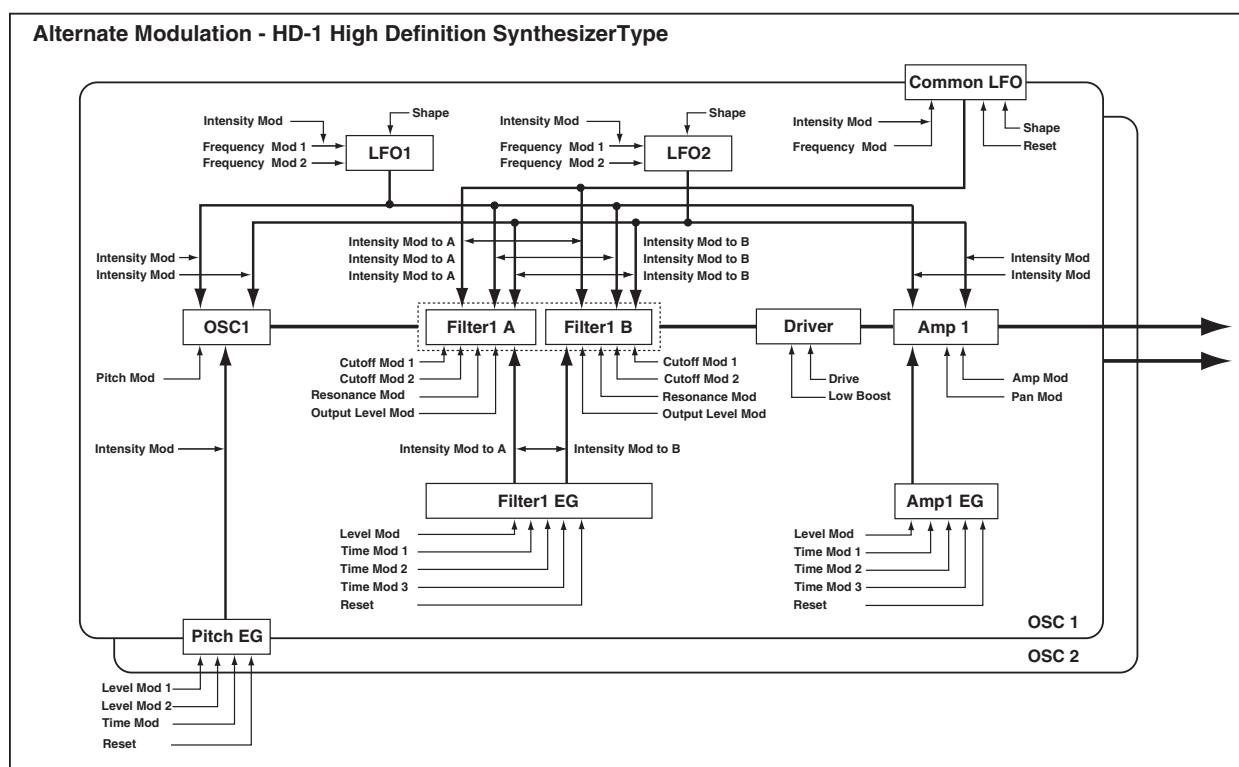 Alternate Modulation - HD-1 High Definition SynthesizerType
Common LFO
Intensity Mod
Frequency Mod
Shape
Reset
Shape
Intensity Mod
Frequency Mod 1
Frequency Mod 2
LFO1
Shape
Intensity Mod
Frequency Mod 1
Frequency Mod 2
LFO2
Intensity Mod to A
Intensity Mod to B
Intensity Mod to A
Intensity Mod to B
Intensity Mod to A
Intensity Mod to B
Intensity Mod
Intensity Mod
Intensity Mod
Intensity Mod
OSC1
Filter1 A
Filter1 B
Driver
Amp 1
Pitch Mod
Cutoff Mod 1
Cutoff Mod 2
Resonance Mod
Output Level Mod
Cutoff Mod 1
Cutoff Mod 2
Resonance Mod
Output Level Mod
Drive
Low Boost
Amp Mod
Pan Mod
Intensity Mod
Intensity Mod to A
Intensity Mod to B
Filter1 EG
Level Mod
Time Mod 1
Time Mod 2
Time Mod 3
Reset
Amp1 EG
Level Mod
Time Mod 1
Time Mod 2
Time Mod 3
Reset
OSC 1
OSC 2
Pitch EG
Level Mod 1
Level Mod 2
Time Mod
Reset